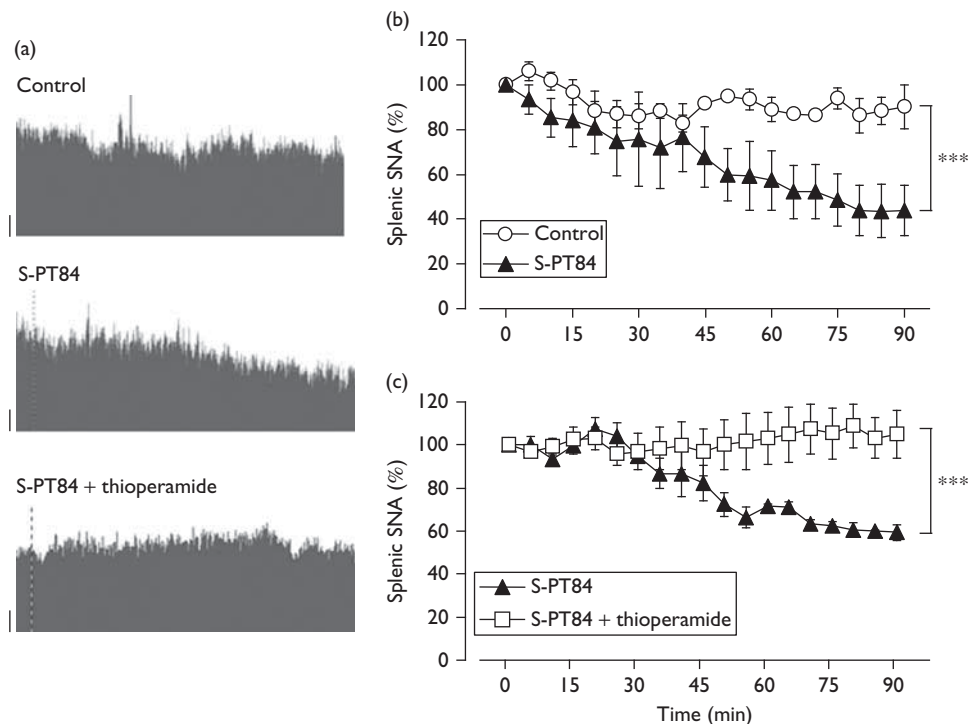 (a)
Control
S-PT84
S-PT84 + thioperamide
(b)
120
100
80
60
40
20
0
Splenic SNA (%)
Control
S-PT84
***
0 15 30 45 60 75 90
(c)
120
100
80
60
40
20
0
Splenic SNA (%)
S-PT84
S-PT84 + thioperamide
***
0 15 30 45 60 75 90
Time (min)